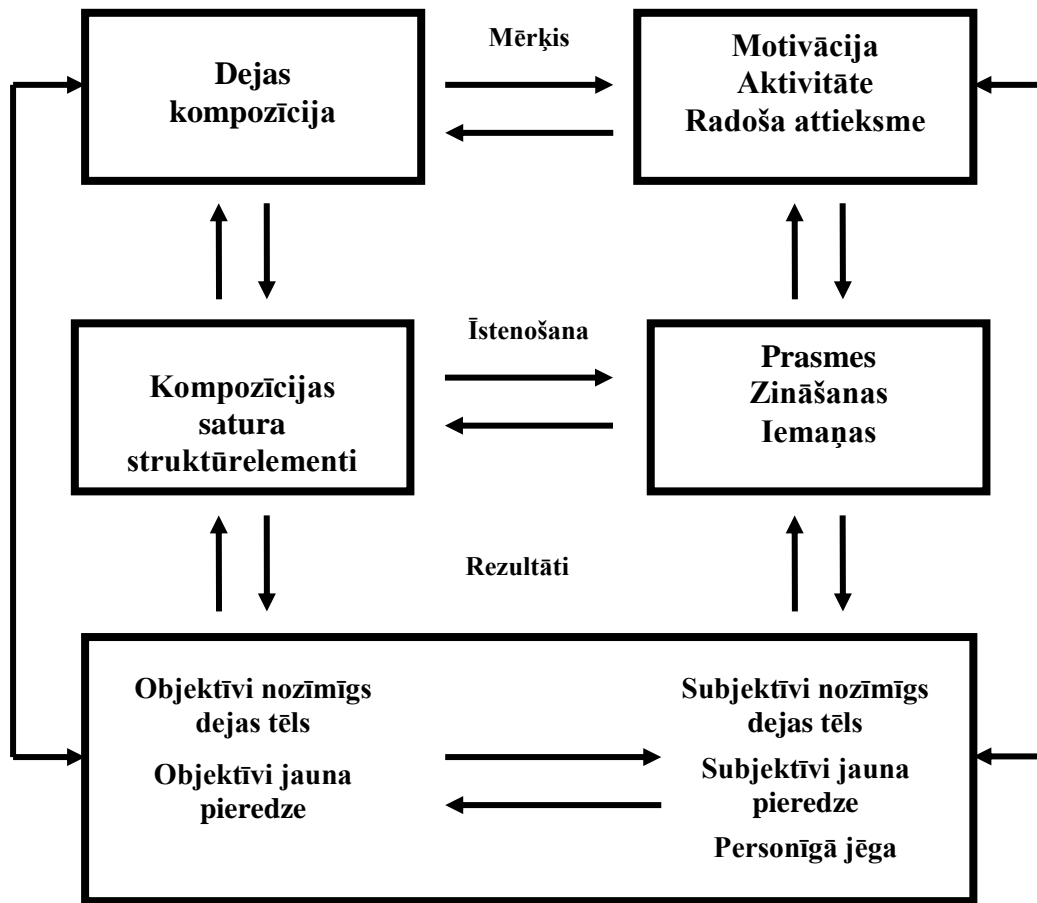 Dejas
kompozīcija
Mērķis
Motivācija
Aktivitāte
Radoša attieksme
Kompozīcijas
satura
struktūrelementi
Īstenošana
Prasmes
Zināšanas
Iemaņas
Rezultāti
Objektīvi nozīmīgs
dejas tēls
Objektīvi jauna
pieredze
Subjektīvi nozīmīgs
dejas tēls
Subjektīvi jauna
pieredze
Personīgā jēga